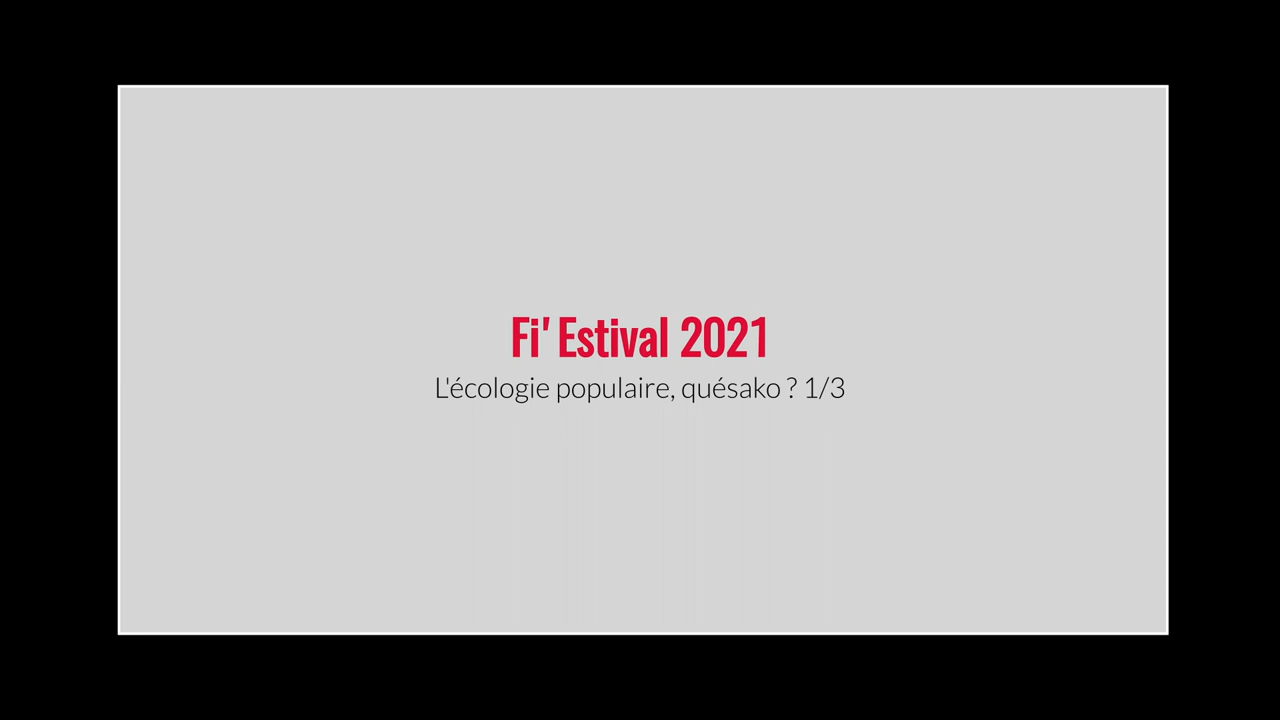 Fi' Estival 2021
L'écologie populaire, quésako ? 1/3